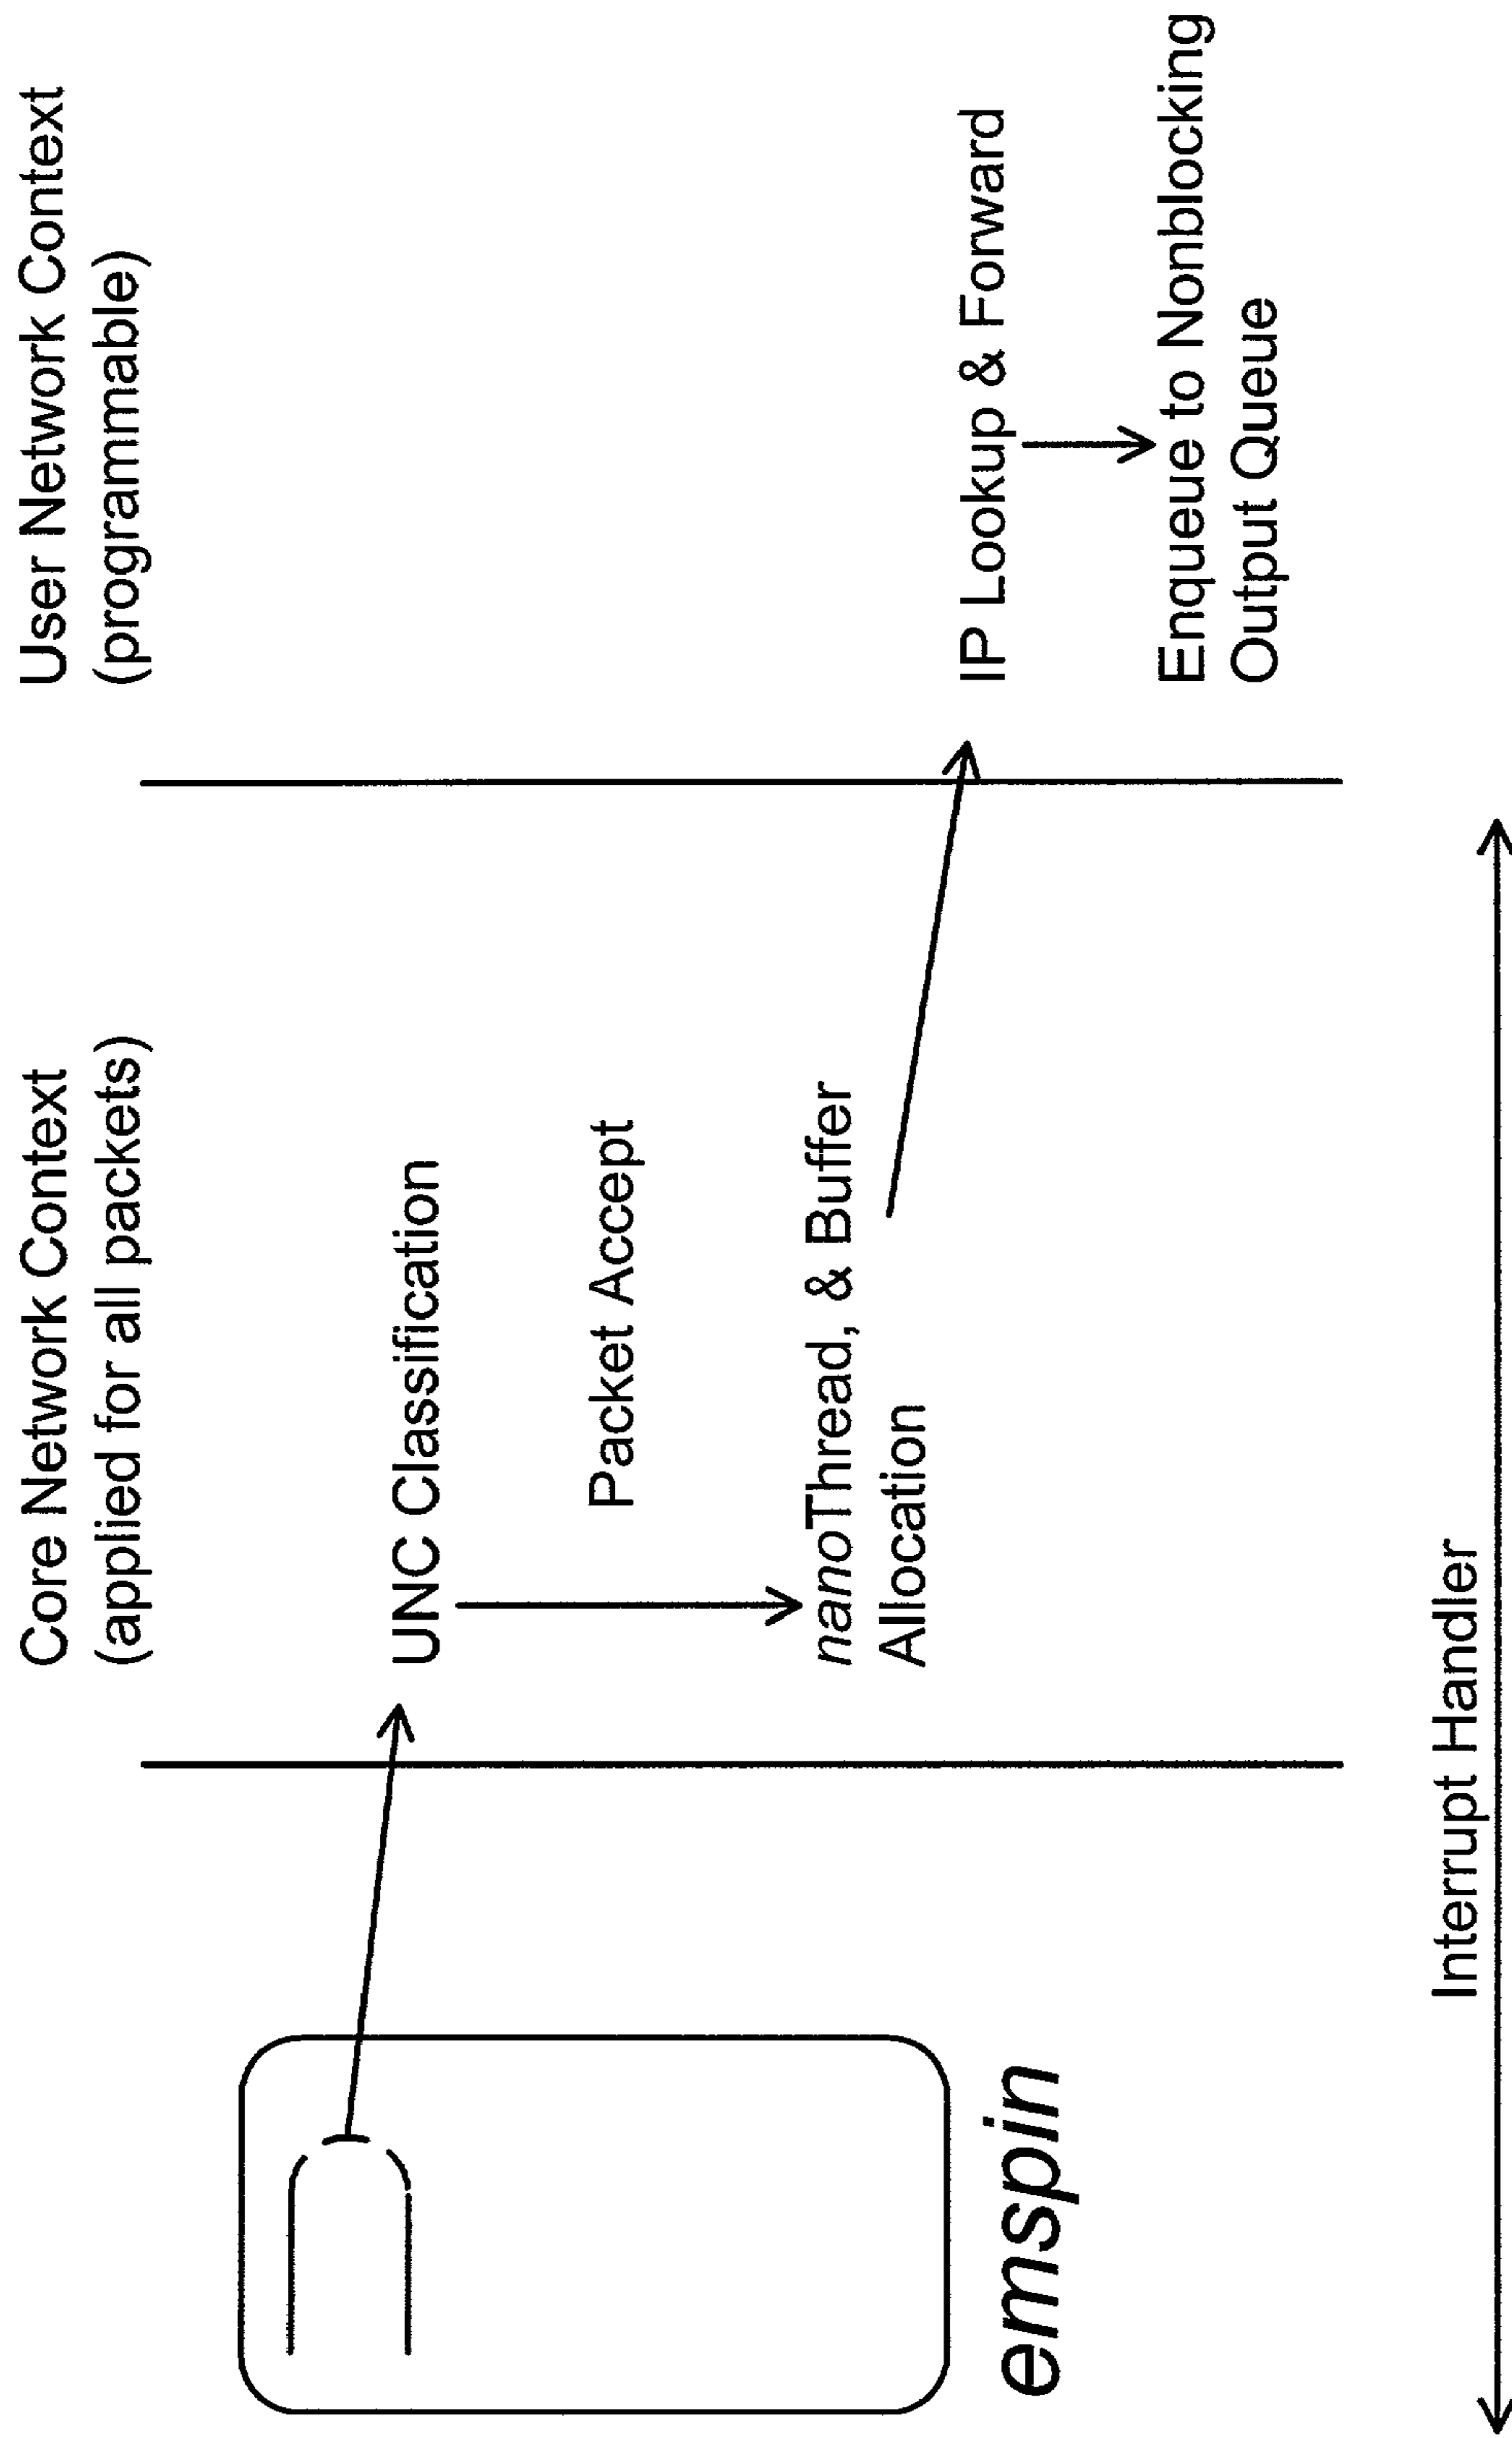 Core Network Context
(applied for all packets)
User Network Context
(programmable)
UNC Classification
Packet Accept
nanoThread, & Buffer
Allocation
IP Lookup & Forward
Enqueue to Nonblocking
Output Queue
emspin
Interrupt Handler